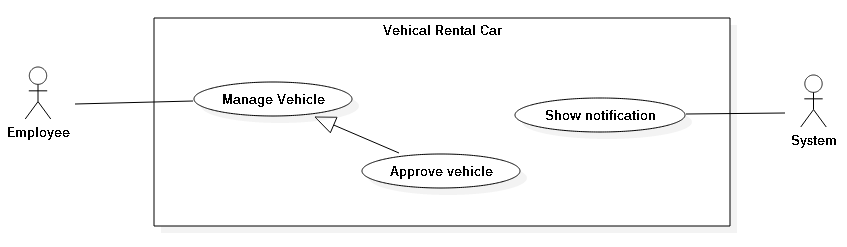 Vehical Rental Car
Manage Vehicle
Show notification
Employee
System
Approve vehicle